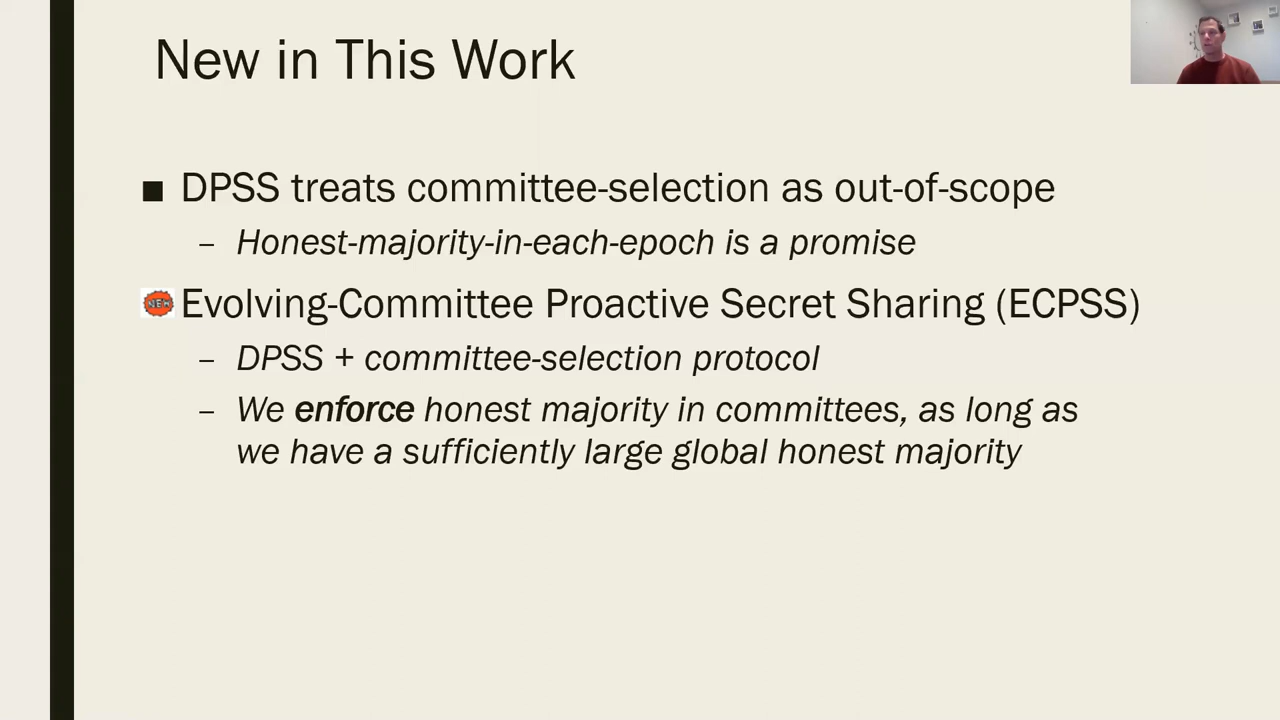 New in This Work
■ DPSS treats committee-selection as out-of-scope
– Honest-majority-in-each-epoch is a promise
NEW Evolving-Committee Proactive Secret Sharing (ECPSS)
– DPSS + committee-selection protocol
– We enforce honest majority in committees, as long as
we have a sufficiently large global honest majority